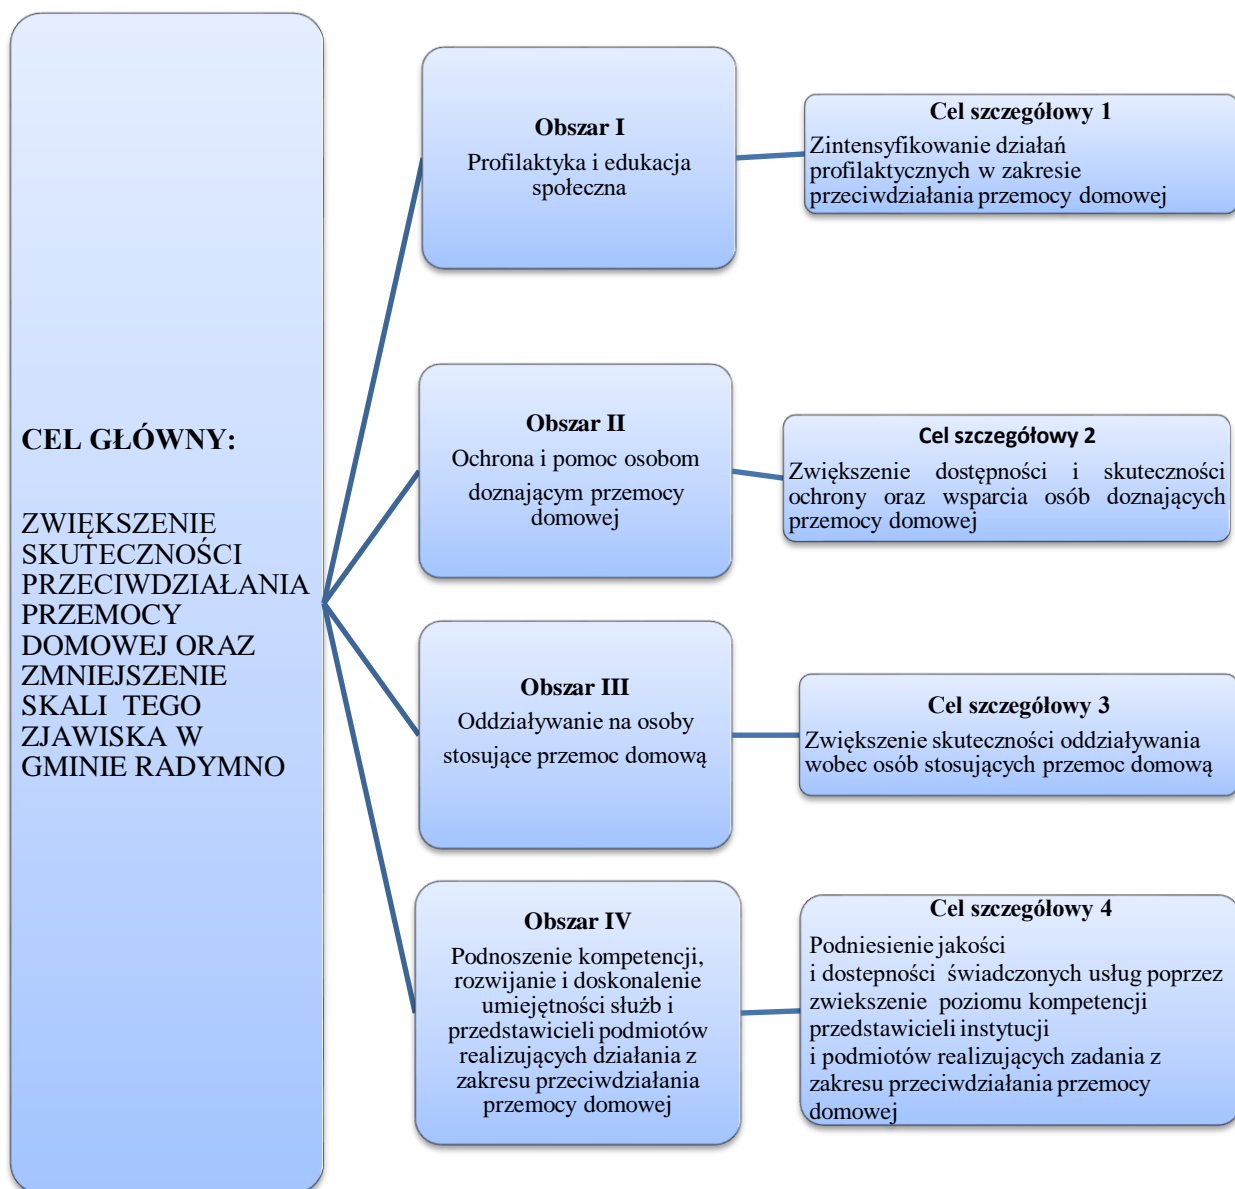 CEL GŁÓWNY:
ZWIĘKSZENIE
SKUTECZNOŚCI
PRZECIWDZIAŁANIA
PRZEMOCY
DOMOWEJ ORAZ
ZMNIEJSZENIE
SKALI TEGO
ZJAWISKA W
GMINIE RADYMNO
Obszar I
Profilaktyka i edukacja
społeczna
Cel szczegółowy 1
Zintensyfikowanie działań
profilaktycznych w zakresie
przeciwdziałania przemocy domowej
Obszar II
Ochrona i pomoc osobom
doznającym przemocy
domowej
Cel szczegółowy 2
Zwiększenie dostępności i skuteczności
ochrony oraz wsparcia osób doznających
przemocy domowej
Obszar III
Oddziaływanie na osoby
stosujące przemoc domową
Cel szczegółowy 3
Zwiększenie skuteczności oddziaływania
wobec osób stosujących przemoc domową
Obszar IV
Podnoszenie kompetencji,
rozwijanie i doskonalenie
umiejętności służb i
przedstawicieli podmiotów
realizujących działania z
zakresu przeciwdziałania
przemocy domowej
Cel szczegółowy 4
Podniesienie jakości
i dostepności świadczonych usług poprzez
zwiekszenie poziomu kompetencji
przedstawicieli instytucji
i podmiotów realizujących zadania z
zakresu przeciwdziałania przemocy
domowej